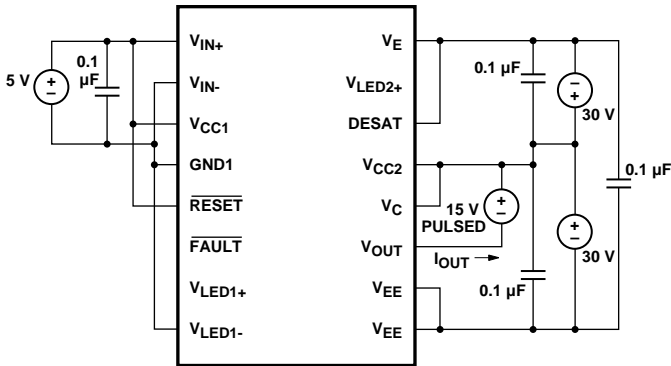 5 V
0.1
µF
V_IN+
V_IN-
V_CC1
GND1
RESET
FAULT
V_LED1+
V_LED1-
V_E
V_LED2+
DESAT
V_CC2
V_C
V_OUT
V_EE
V_EE
0.1 µF
30 V
0.1 µF
15 V
PULSED
I_OUT
30 V
0.1 µF